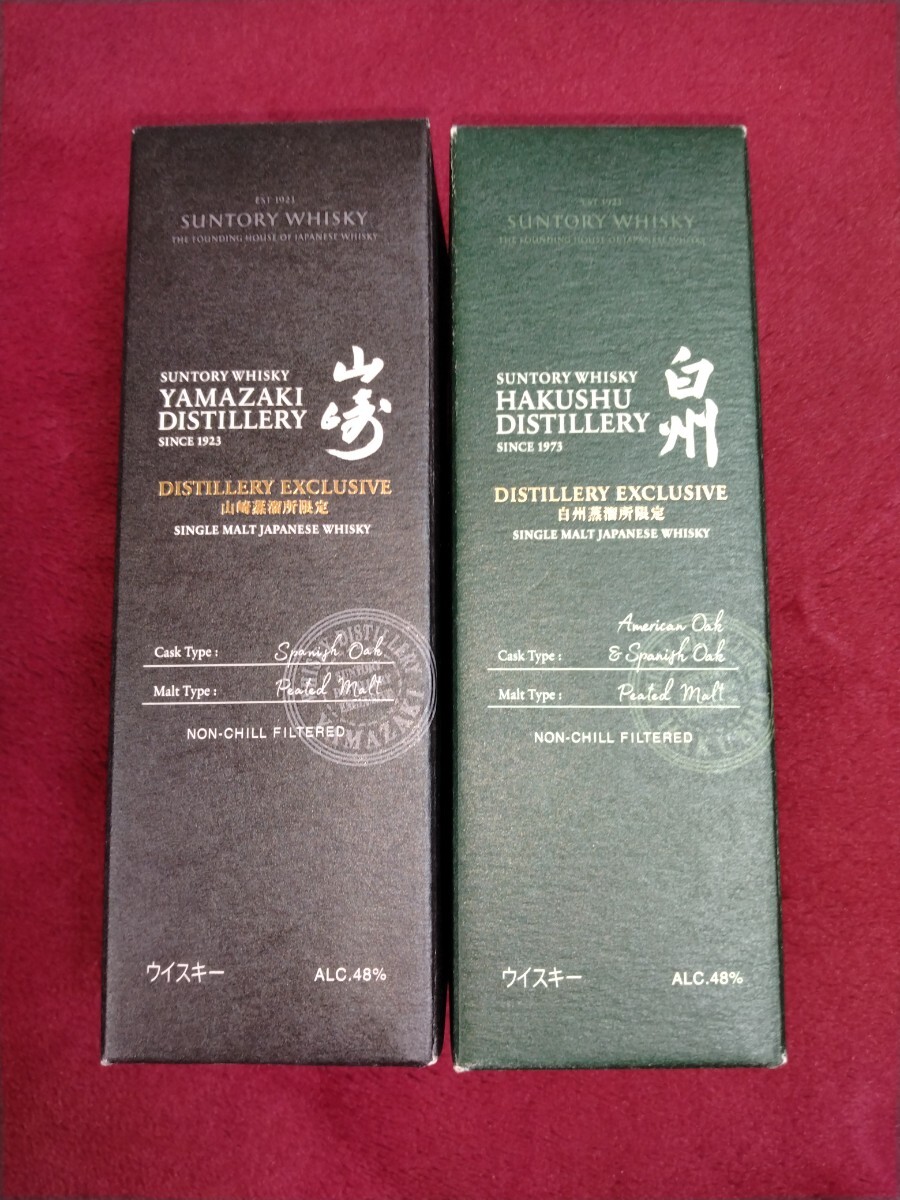 EST 1923
SUNTORY WHISKY
THE FOUNDING HOUSE OF JAPANESE WHISKY
SUNTORY WHISKY
YAMAZAKI
DISTILLERY
SINCE 1923
山崎
DISTILLERY EXCLUSIVE
山崎蒸溜所限定
SINGLE MALT JAPANESE WHISKY
Cask Type : Spanish Oak
Malt Type : Peated Malt
NON-CHILL FILTERED
YAMAZAKI DISTILLERY
ウイスキー ALC.48%
EST 1923
SUNTORY WHISKY
THE FOUNDING HOUSE OF JAPANESE WHISKY
SUNTORY WHISKY
HAKUSHU
DISTILLERY
SINCE 1973
白州
DISTILLERY EXCLUSIVE
白州蒸溜所限定
SINGLE MALT JAPANESE WHISKY
American Oak
Cask Type : & Spanish Oak
Malt Type : Peated Malt
NON-CHILL FILTERED
ウイスキー ALC.48%